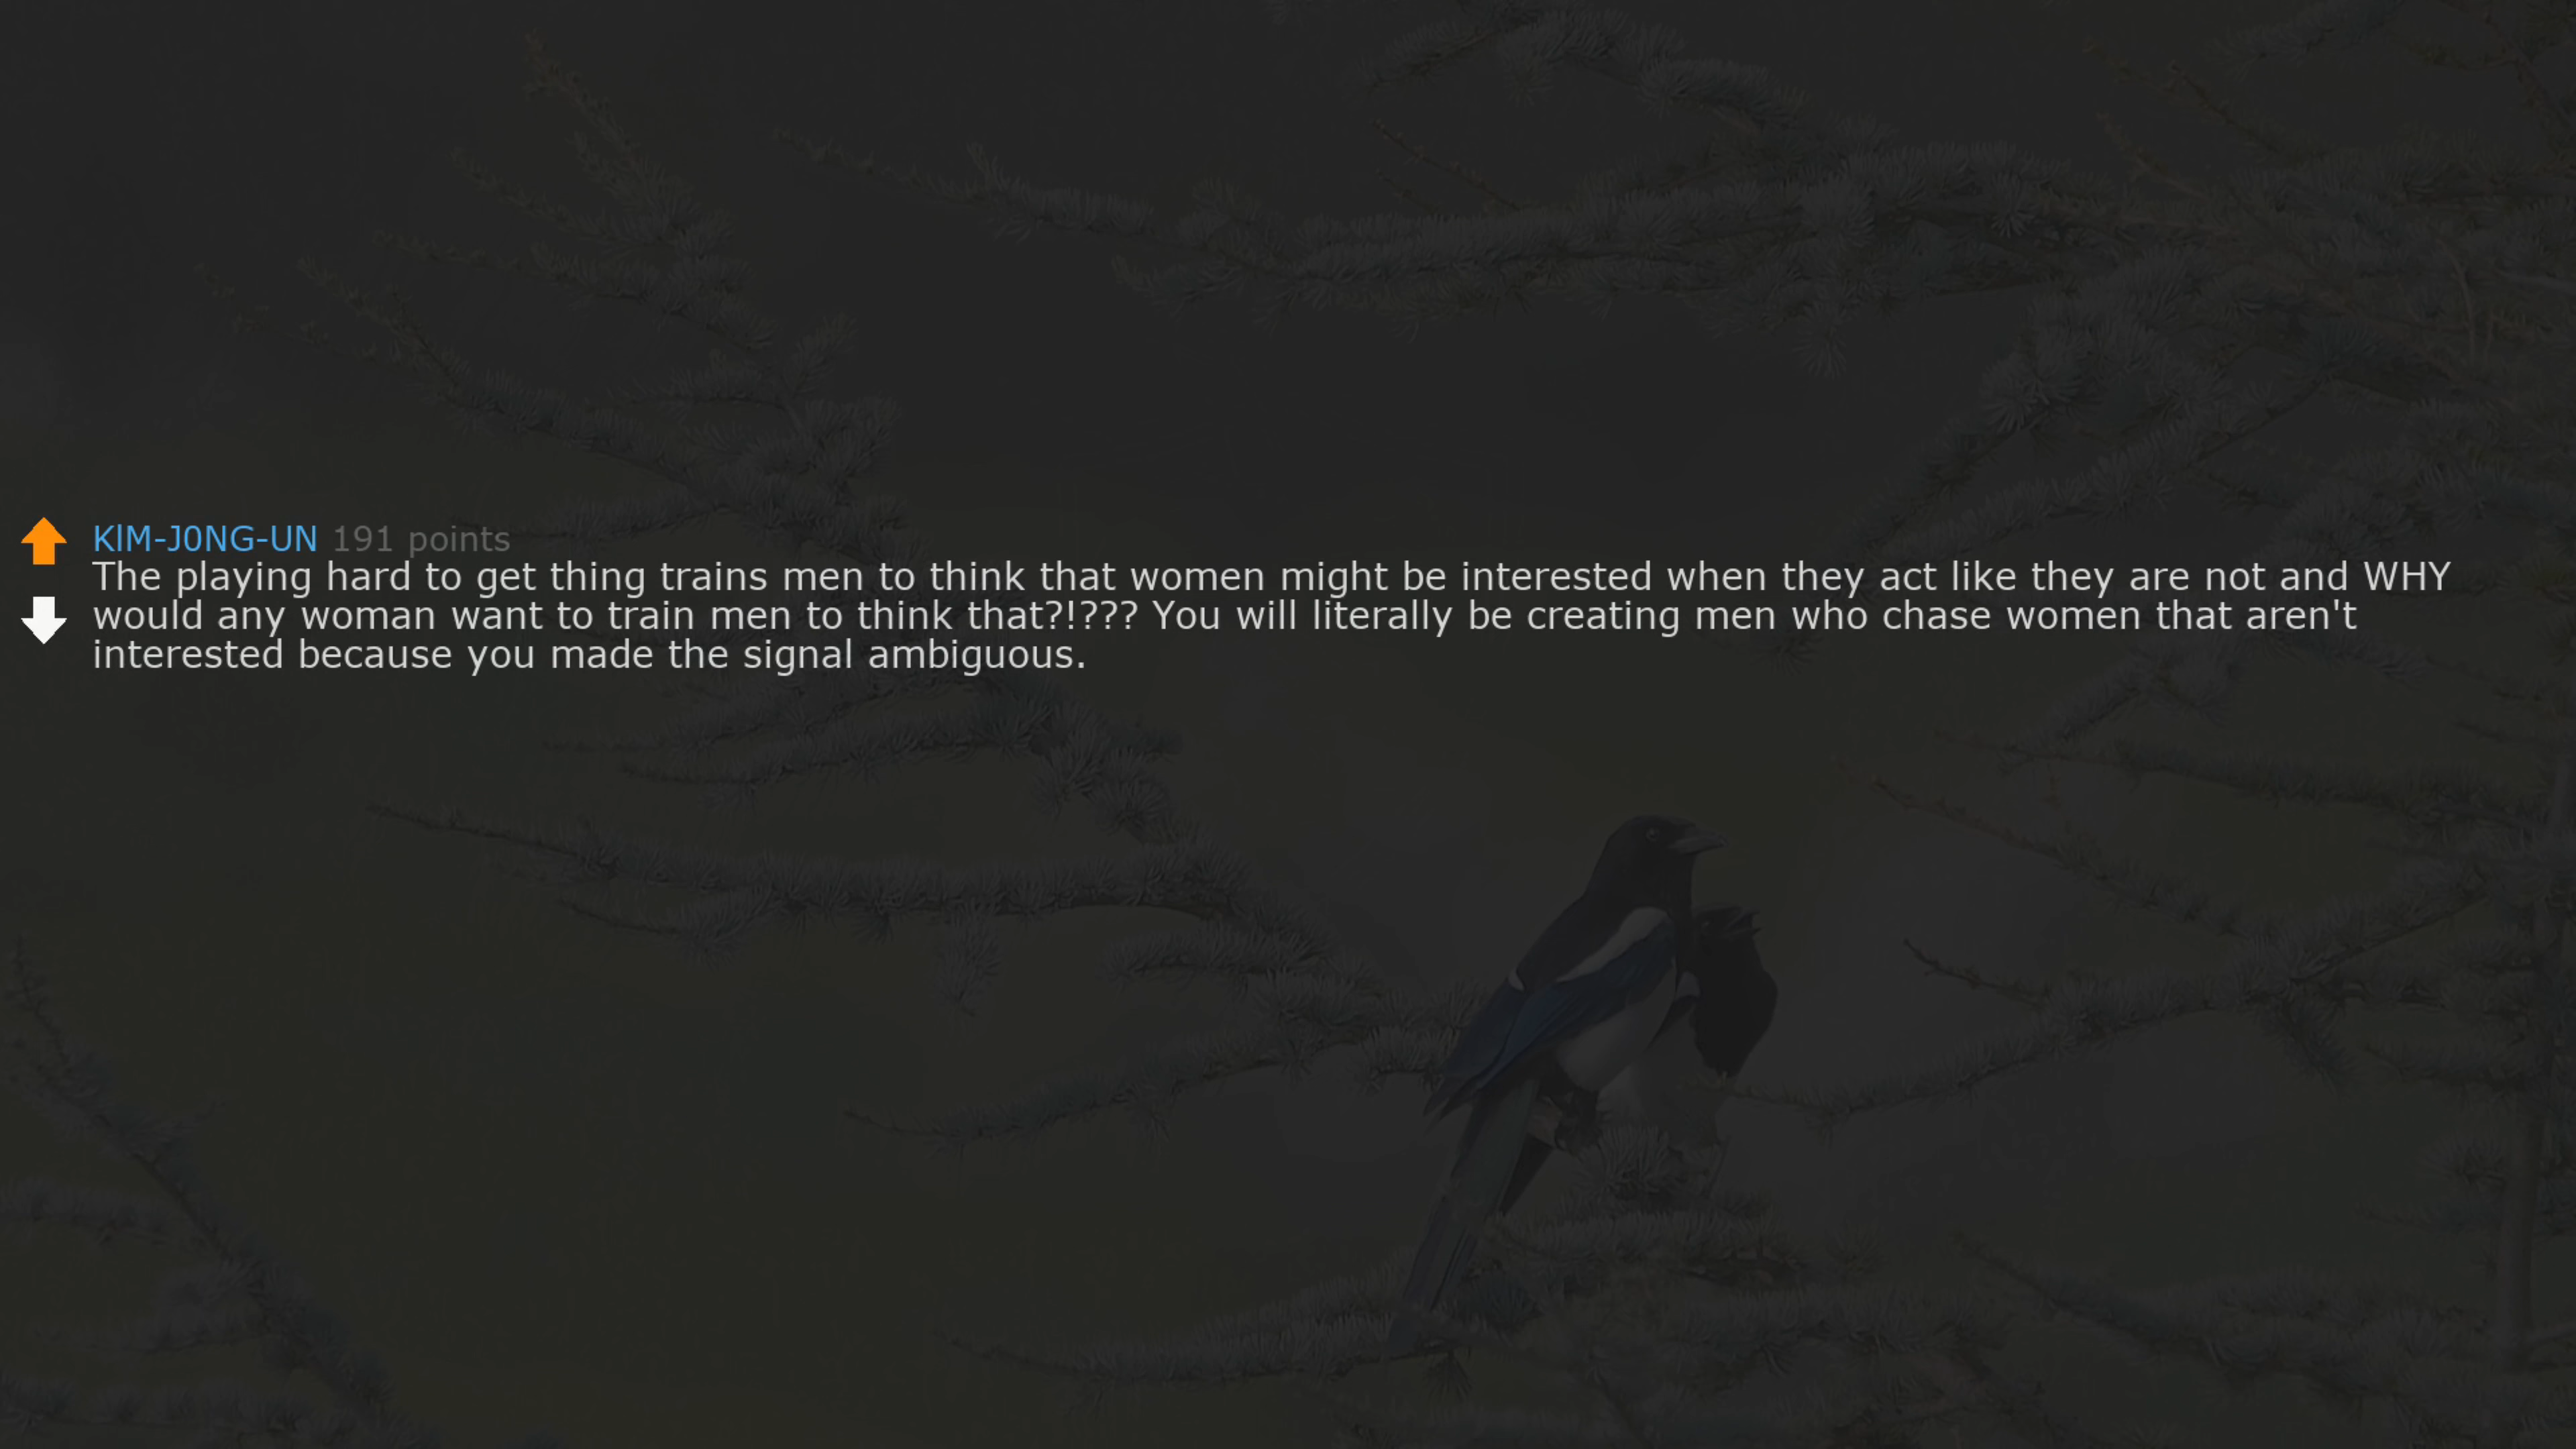 KlM-J0NG-UN 191 points
The playing hard to get thing trains men to think that women might be interested when they act like they are not and WHY
would any woman want to train men to think that?!??? You will literally be creating men who chase women that aren't
interested because you made the signal ambiguous.